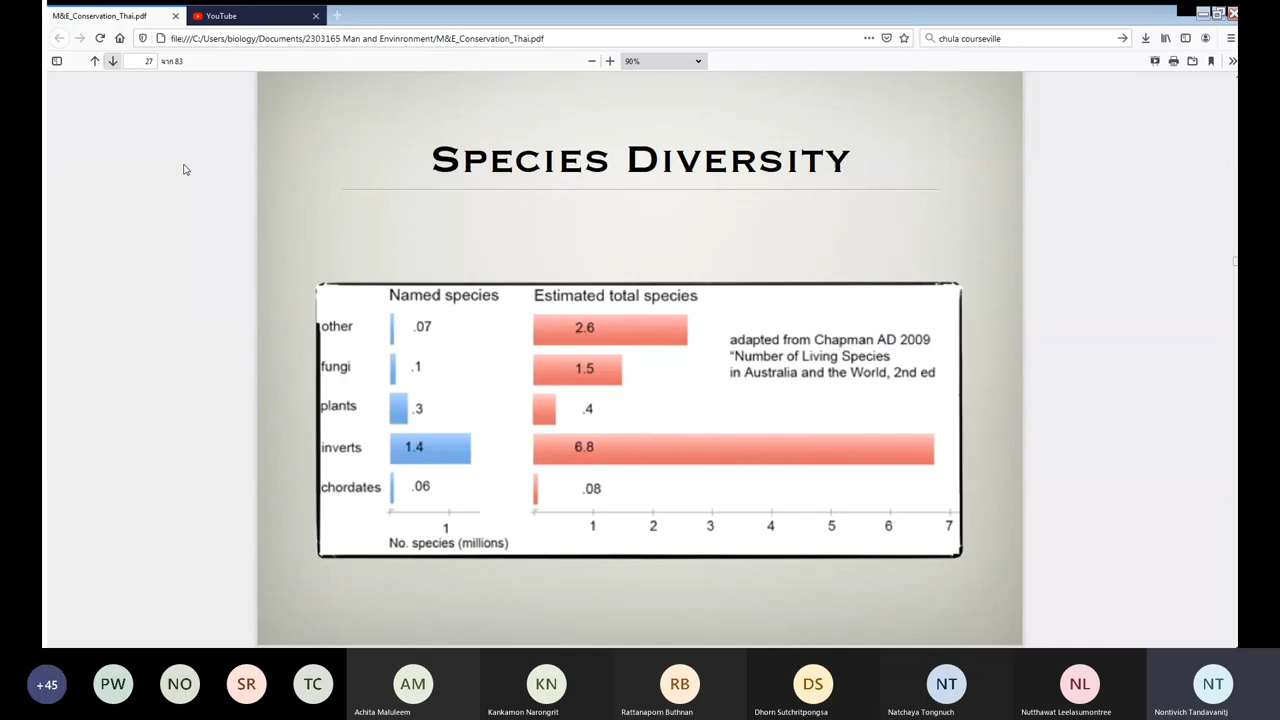 M&E_Conservation_Thai.pdf
YouTube
file:///C:/Users/biology/Documents/2303165 Man and Envinronment/M&E_Conservation_Thai.pdf
chula courseville
27
จาก 83
90%
SPECIES DIVERSITY
Named species
Estimated total species
other
.07
2.6
adapted from Chapman AD 2009
"Number of Living Species
in Australia and the World, 2nd ed
fungi
.1
1.5
plants
.3
.4
inverts
1.4
6.8
chordates
.06
.08
1
1
2
3
4
5
6
7
No. species (millions)
+45
PW
NO
SR
TC
AM
KN
RB
DS
NT
NL
NT
Achita Maluleem
Kankamon Narongrit
Rattanaporn Buthnan
Dhorn Sutchritpongsa
Natchaya Tongnuch
Nutthawat Leelasumontree
Nontivich Tandavanitj